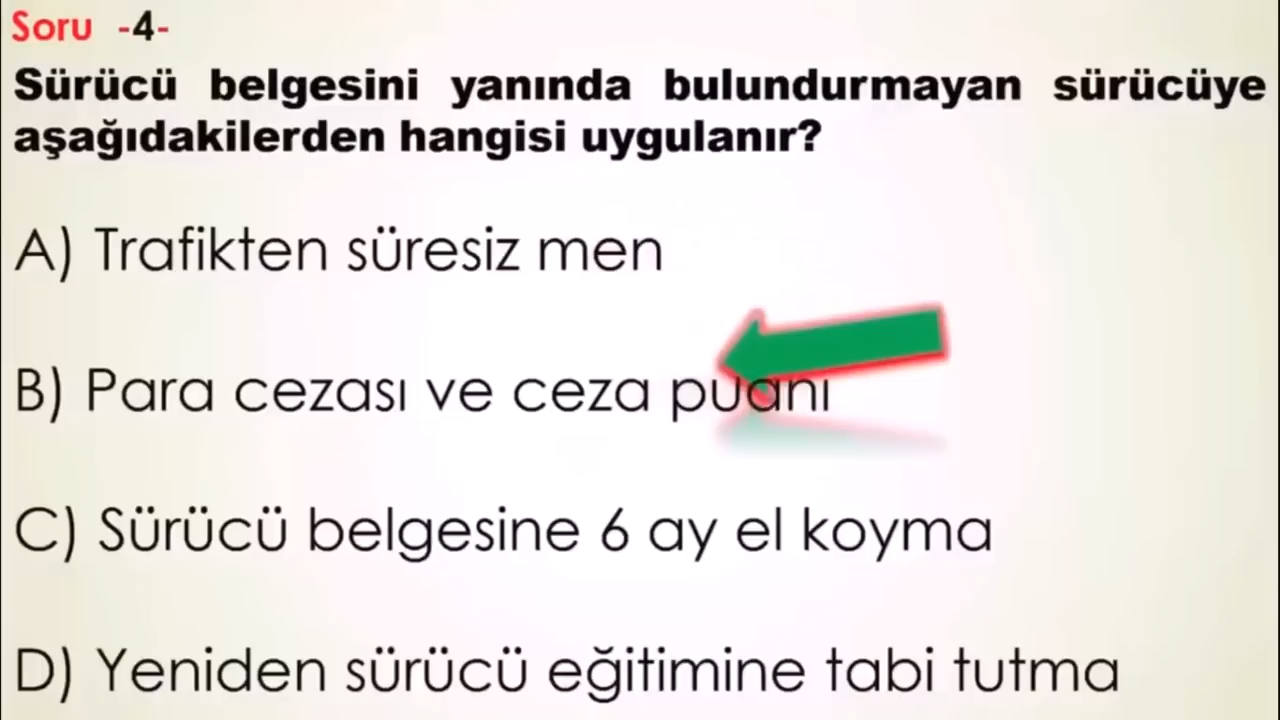 Soru -4-
Sürücü belgesini yanında bulundurmayan sürücüye
aşağıdakilerden hangisi uygulanır?
A) Trafikten süresiz men
B) Para cezası ve ceza puanı
C) Sürücü belgesine 6 ay el koyma
D) Yeniden sürücü eğitimine tabi tutma